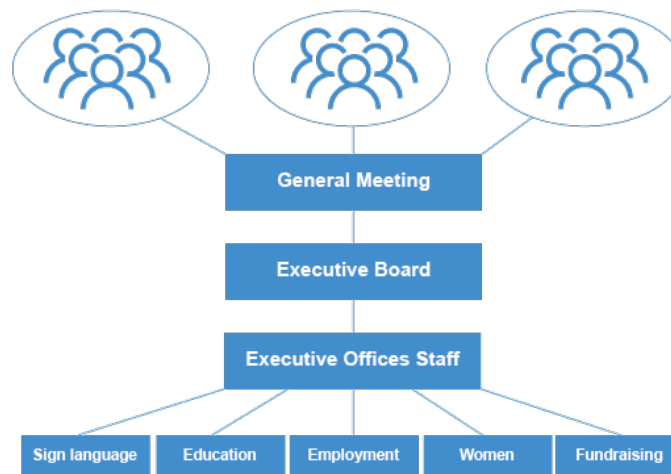 General Meeting
Executive Board
Executive Offices Staff
Sign language
Education
Employment
Women
Fundraising